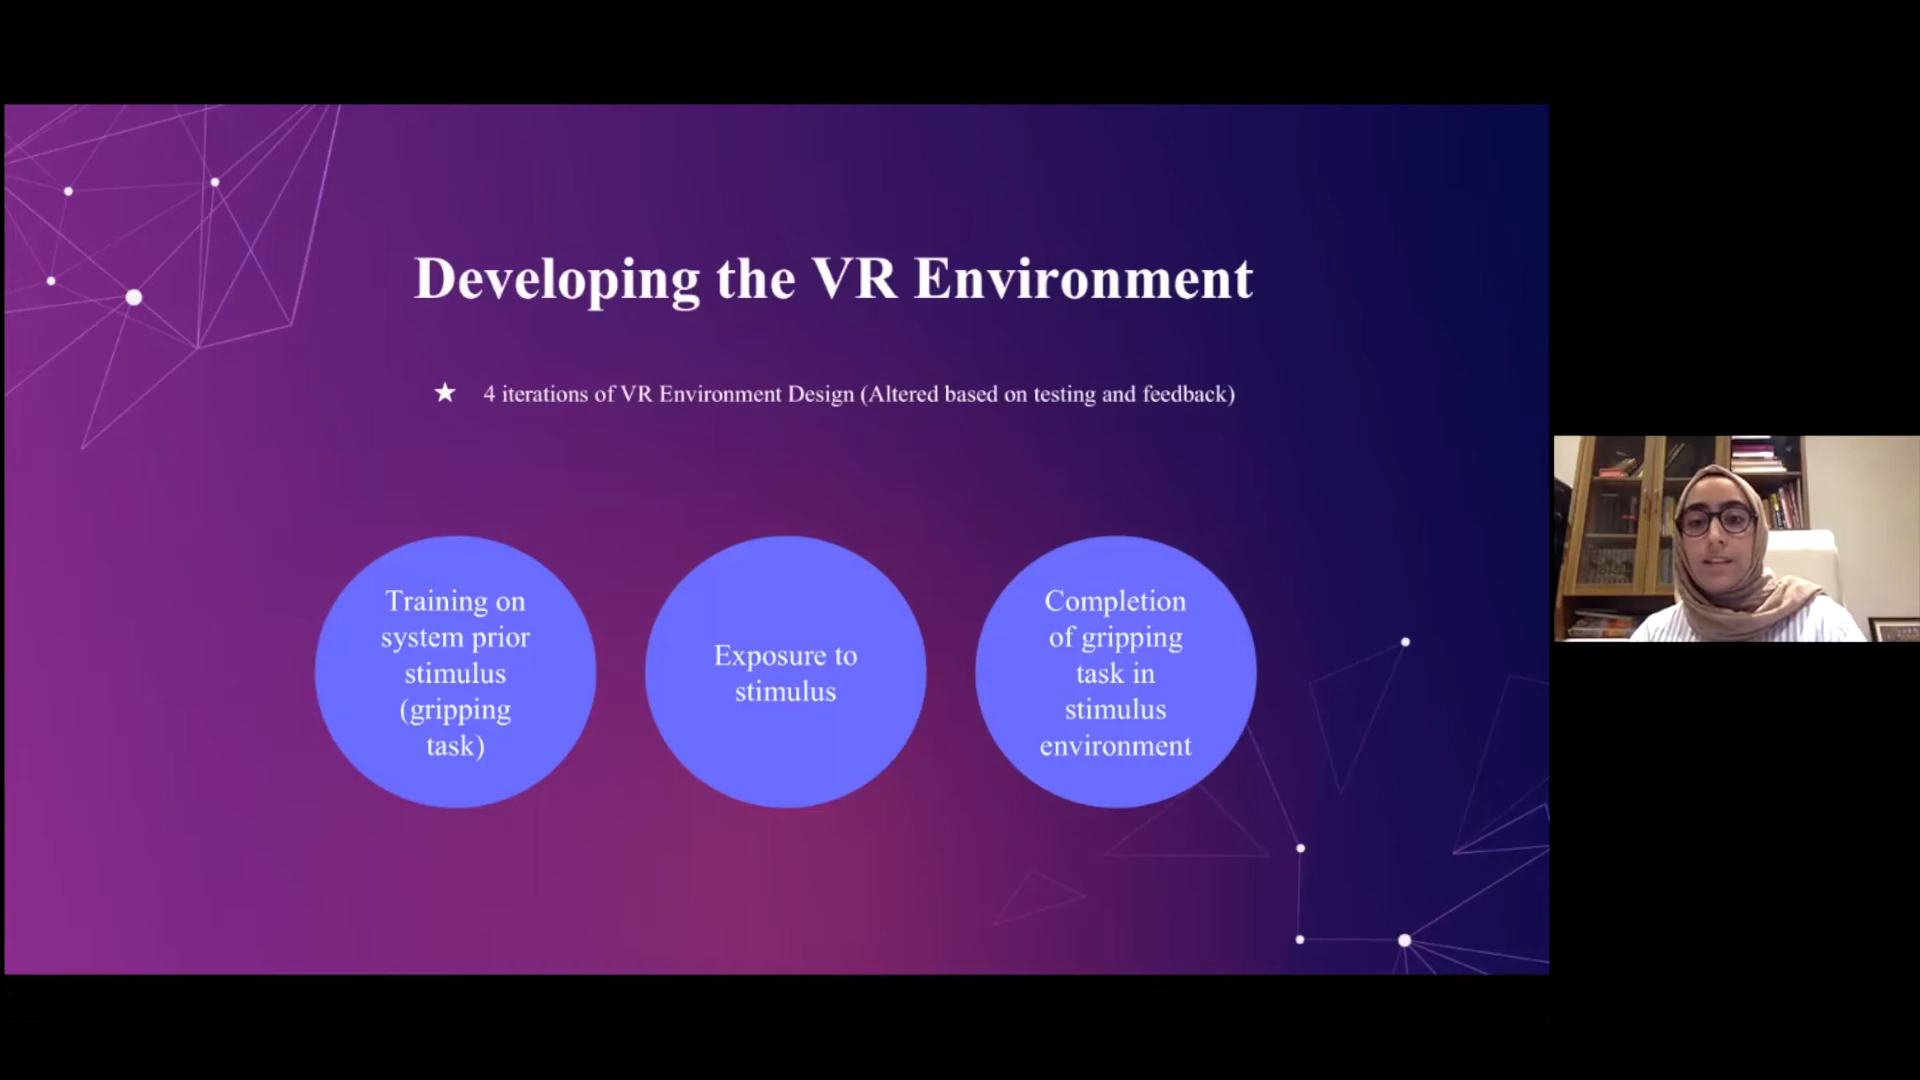 Developing the VR Environment
★ 4 iterations of VR Environment Design (Altered based on testing and feedback)
Training on
system prior
stimulus
(gripping
task)
Exposure to
stimulus
Completion
of gripping
task in
stimulus
environment